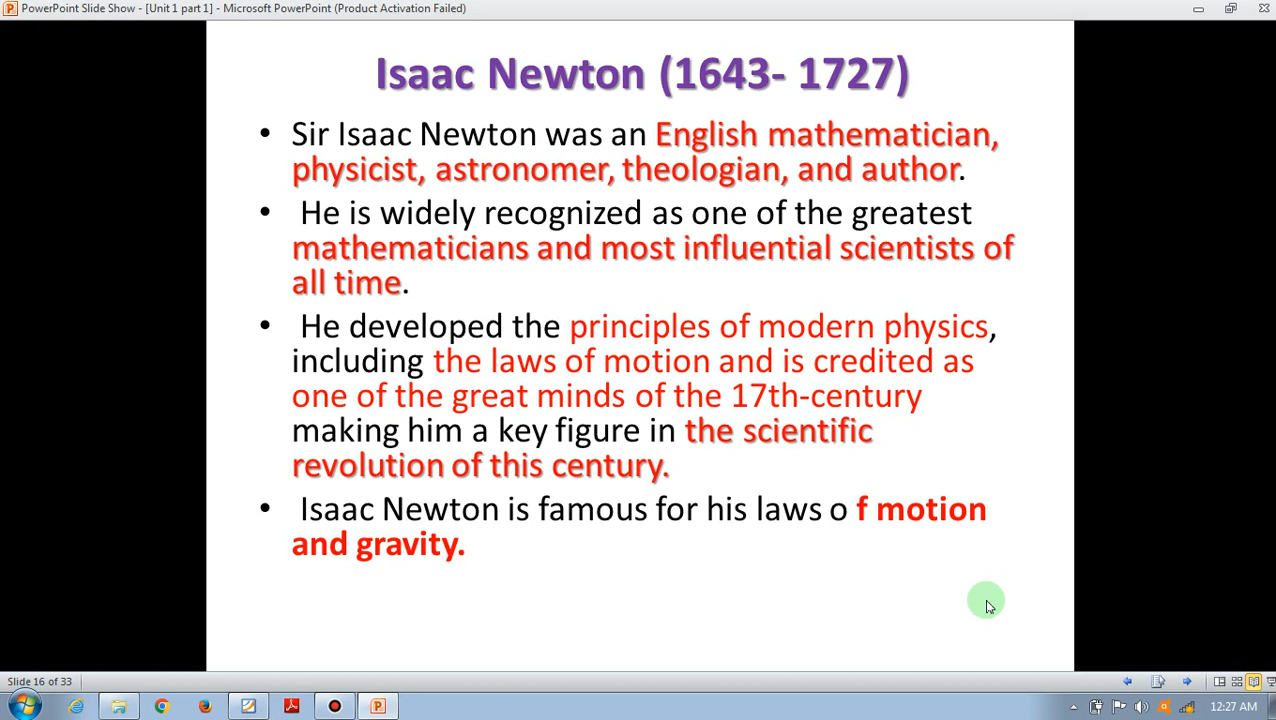 PowerPoint Slide Show - [Unit 1 part 1] - Microsoft PowerPoint (Product Activation Failed)
Isaac Newton (1643- 1727)
• Sir Isaac Newton was an English mathematician,
physicist, astronomer, theologian, and author.
• He is widely recognized as one of the greatest
mathematicians and most influential scientists of
all time.
• He developed the principles of modern physics,
including the laws of motion and is credited as
one of the great minds of the 17th-century
making him a key figure in the scientific
revolution of this century.
• Isaac Newton is famous for his laws o f motion
and gravity.
Slide 16 of 33
12:27 AM